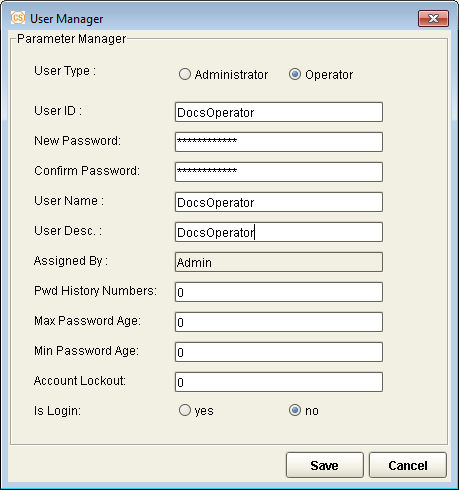 CS User Manager
Parameter Manager
User Type : Administrator Operator
User ID : DocsOperator
New Password: ************
Confirm Password: ************
User Name : DocsOperator
User Desc. : DocsOperator
Assigned By : Admin
Pwd History Numbers: 0
Max Password Age: 0
Min Password Age: 0
Account Lockout: 0
Is Login: yes no
Save Cancel